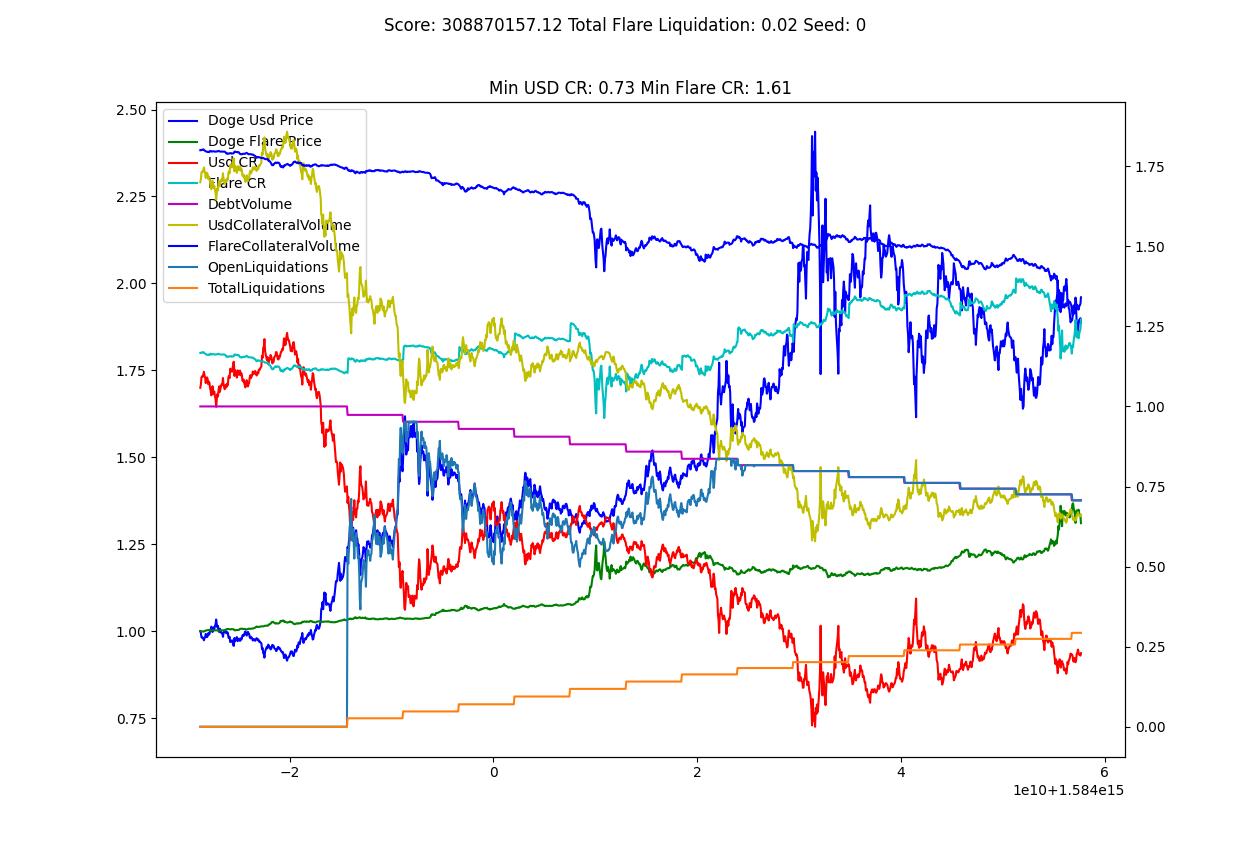 Score: 308870157.12 Total Flare Liquidation: 0.02 Seed: 0
Min USD CR: 0.73 Min Flare CR: 1.61
Doge Usd Price
Doge Flare Price
Usd CR
Flare CR
DebtVolume
UsdCollateralVolume
FlareCollateralVolume
OpenLiquidations
TotalLiquidations
2.50
2.25
2.00
1.75
1.50
1.25
1.00
0.75
1.75
1.50
1.25
1.00
0.75
0.50
0.25
0.00
−2 0 2 4 6
1e10+1.584e15